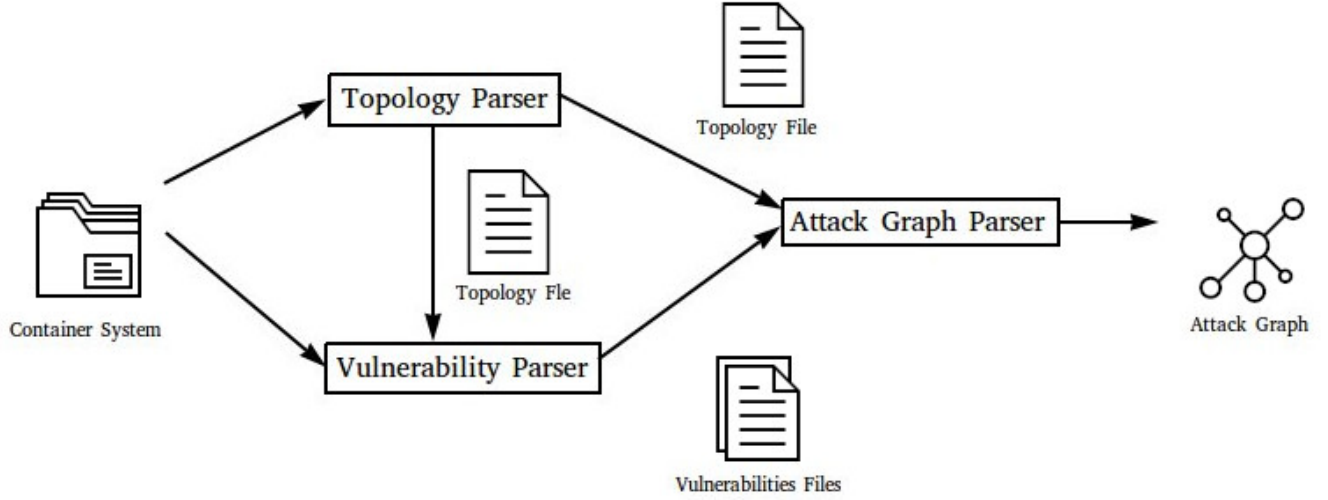 Topology File
Topology Parser
Topology Fle
Attack Graph Parser
Container System
Attack Graph
Vulnerability Parser
Vulnerabilities Files